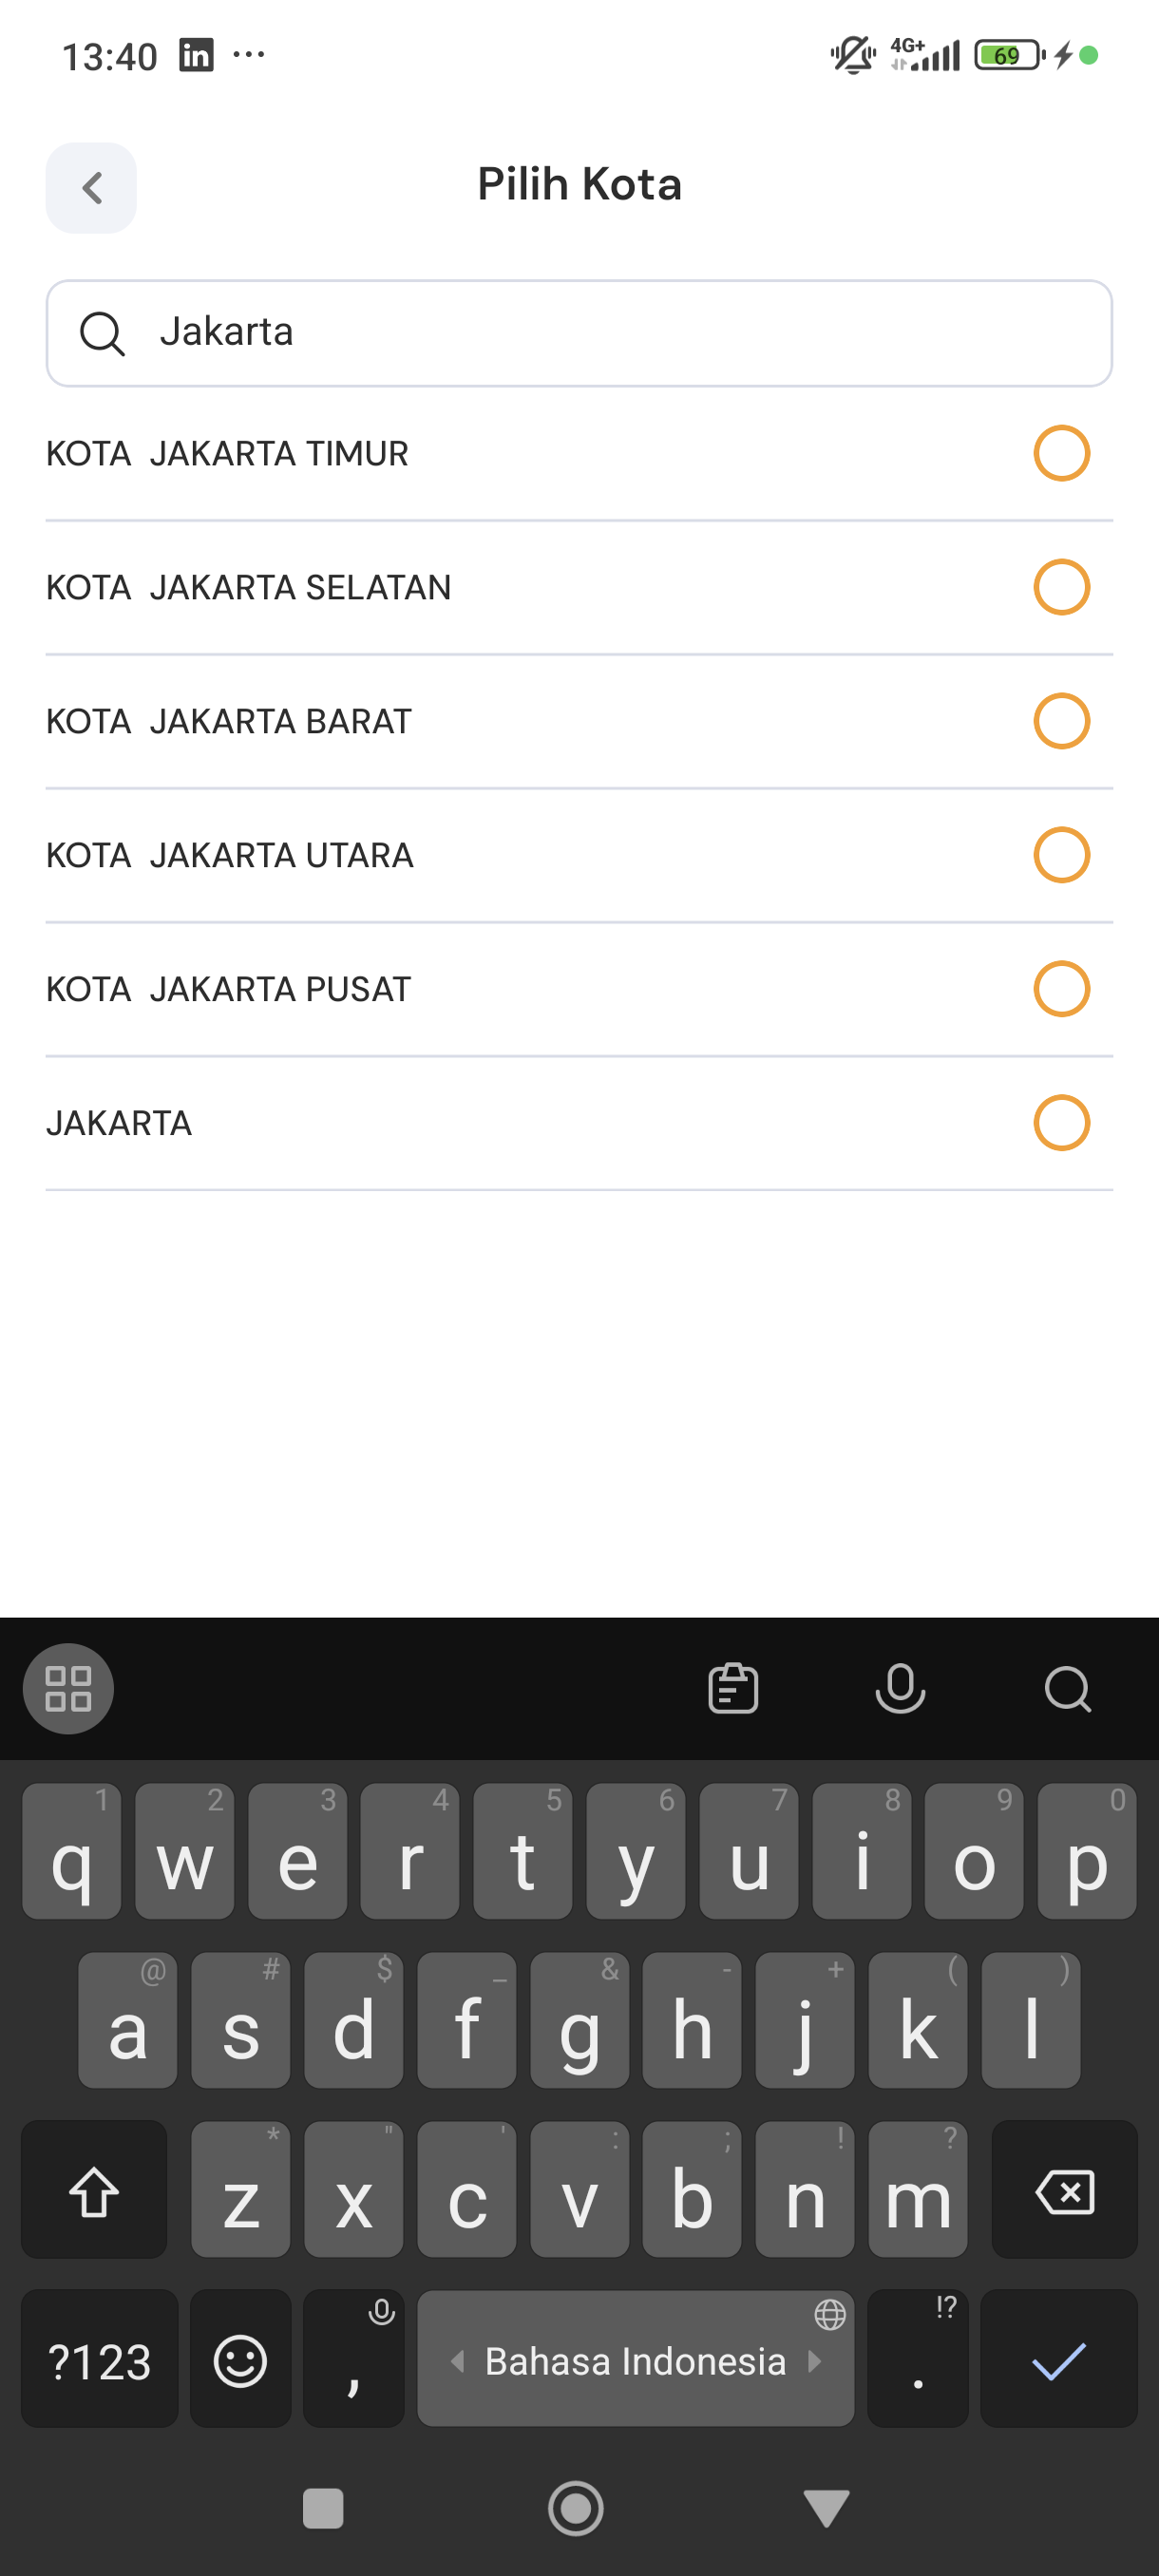 13:40 in ...
4G+ 69
Pilih Kota
Jakarta
KOTA  JAKARTA TIMUR
KOTA  JAKARTA SELATAN
KOTA  JAKARTA BARAT
KOTA  JAKARTA UTARA
KOTA  JAKARTA PUSAT
JAKARTA
1 2 3 4 5 6 7 8 9 0
q w e r t y u i o p
@ # $ _ & - + ( )
a s d f g h j k l
* " ' : ; ! ?
z x c v b n m
!?
?123 , Bahasa Indonesia .